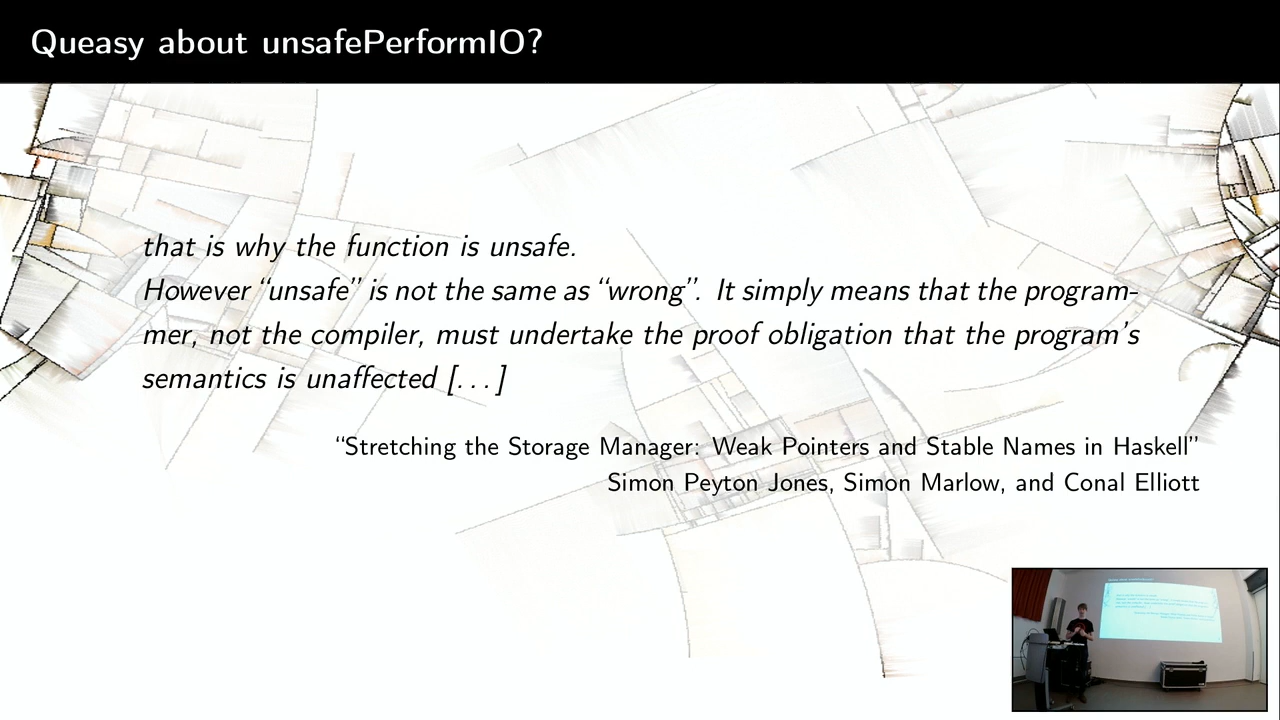 Queasy about unsafePerformIO?
that is why the function is unsafe.
However “unsafe” is not the same as “wrong”. It simply means that the program-
mer, not the compiler, must undertake the proof obligation that the program’s
semantics is unaffected [. . . ]
“Stretching the Storage Manager: Weak Pointers and Stable Names in Haskell”
Simon Peyton Jones, Simon Marlow, and Conal Elliott